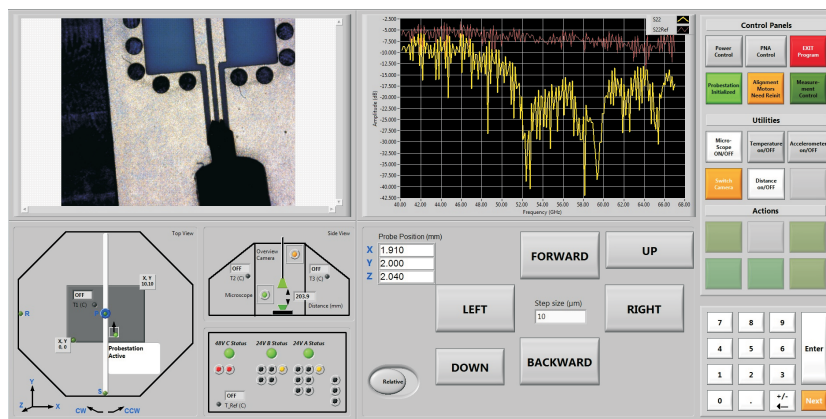 -2.500
-5.000
-7.500
-10.000
-12.500
-15.000
-17.500
-20.000
-22.500
-25.000
-27.500
-30.000
-32.500
-35.000
-37.500
-40.000
-42.500
Amplitude (dB)
40.00 42.00 44.00 46.00 48.00 50.00 52.00 54.00 56.00 58.00 60.00 62.00 64.00 66.00 68.00
Frequency (GHz)
S22
S22Ref
Control Panels
Power
Control
PNA
Control
EXIT
Program
Probestation
Initialized
Alignment
Motors
Need Reinit
Measure-
ment
Control
Utilities
Micro-
Scope
ON/OFF
Temperature
on/OFF
Accelerometer
on/OFF
Switch
Camera
Distance
on/OFF
Actions
Top View
X, Y
10,10
OFF
T1 (C)
R
P
X, Y
0, 0
Probestation
Active
S
Y
X
Z
CW
CCW
Side View
Overview
Camera
OFF
T2 (C)
OFF
T3 (C)
Microscope
203.9
Distance (mm)
48V C Status
24V B Status
24V A Status
OFF
T_Ref (C)
Probe Position (mm)
X 1.910
Y 2.000
Z 2.040
FORWARD
UP
LEFT
Step size (µm)
10
RIGHT
DOWN
BACKWARD
Relative
7 8 9
4 5 6
Enter
1 2 3
0 . +/-
Next